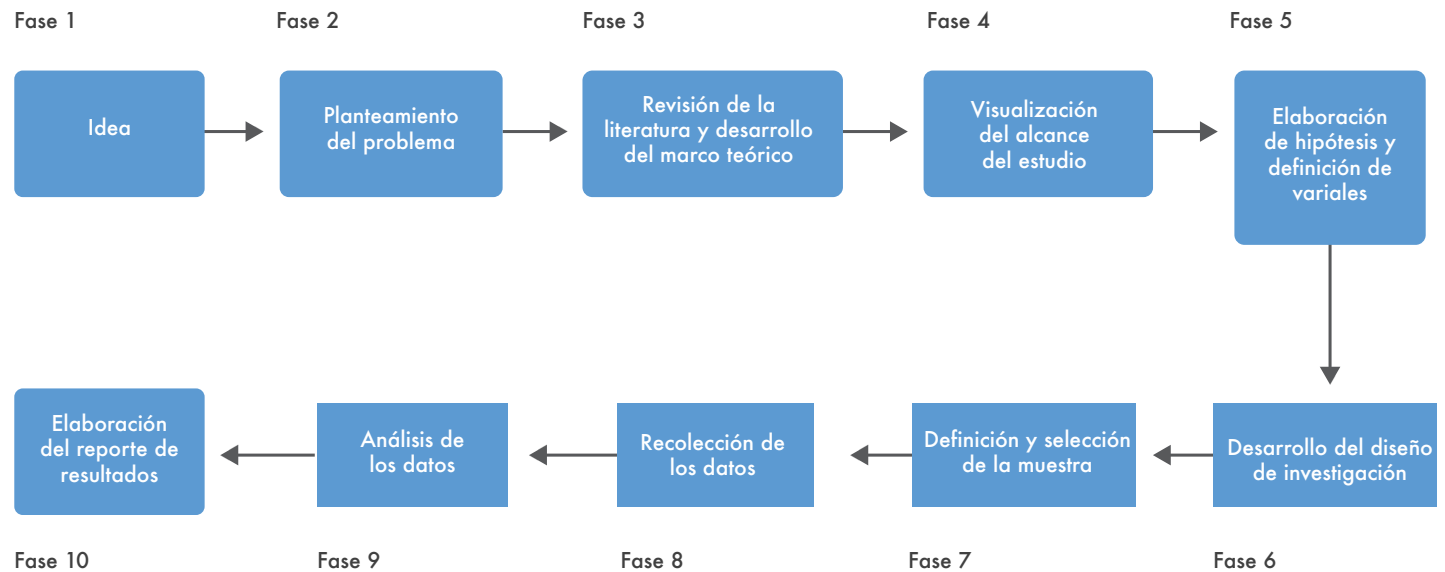 Fase 1
Fase 2
Fase 3
Fase 4
Fase 5
Idea
Planteamiento
del problema
Revisión de la
literatura y desarrollo
del marco teórico
Visualización
del alcance
del estudio
Elaboración
de hipótesis y
definición de
variales
Elaboración
del reporte de
resultados
Análisis de
los datos
Recolección de
los datos
Definición y selección
de la muestra
Desarrollo del diseño
de investigación
Fase 10
Fase 9
Fase 8
Fase 7
Fase 6